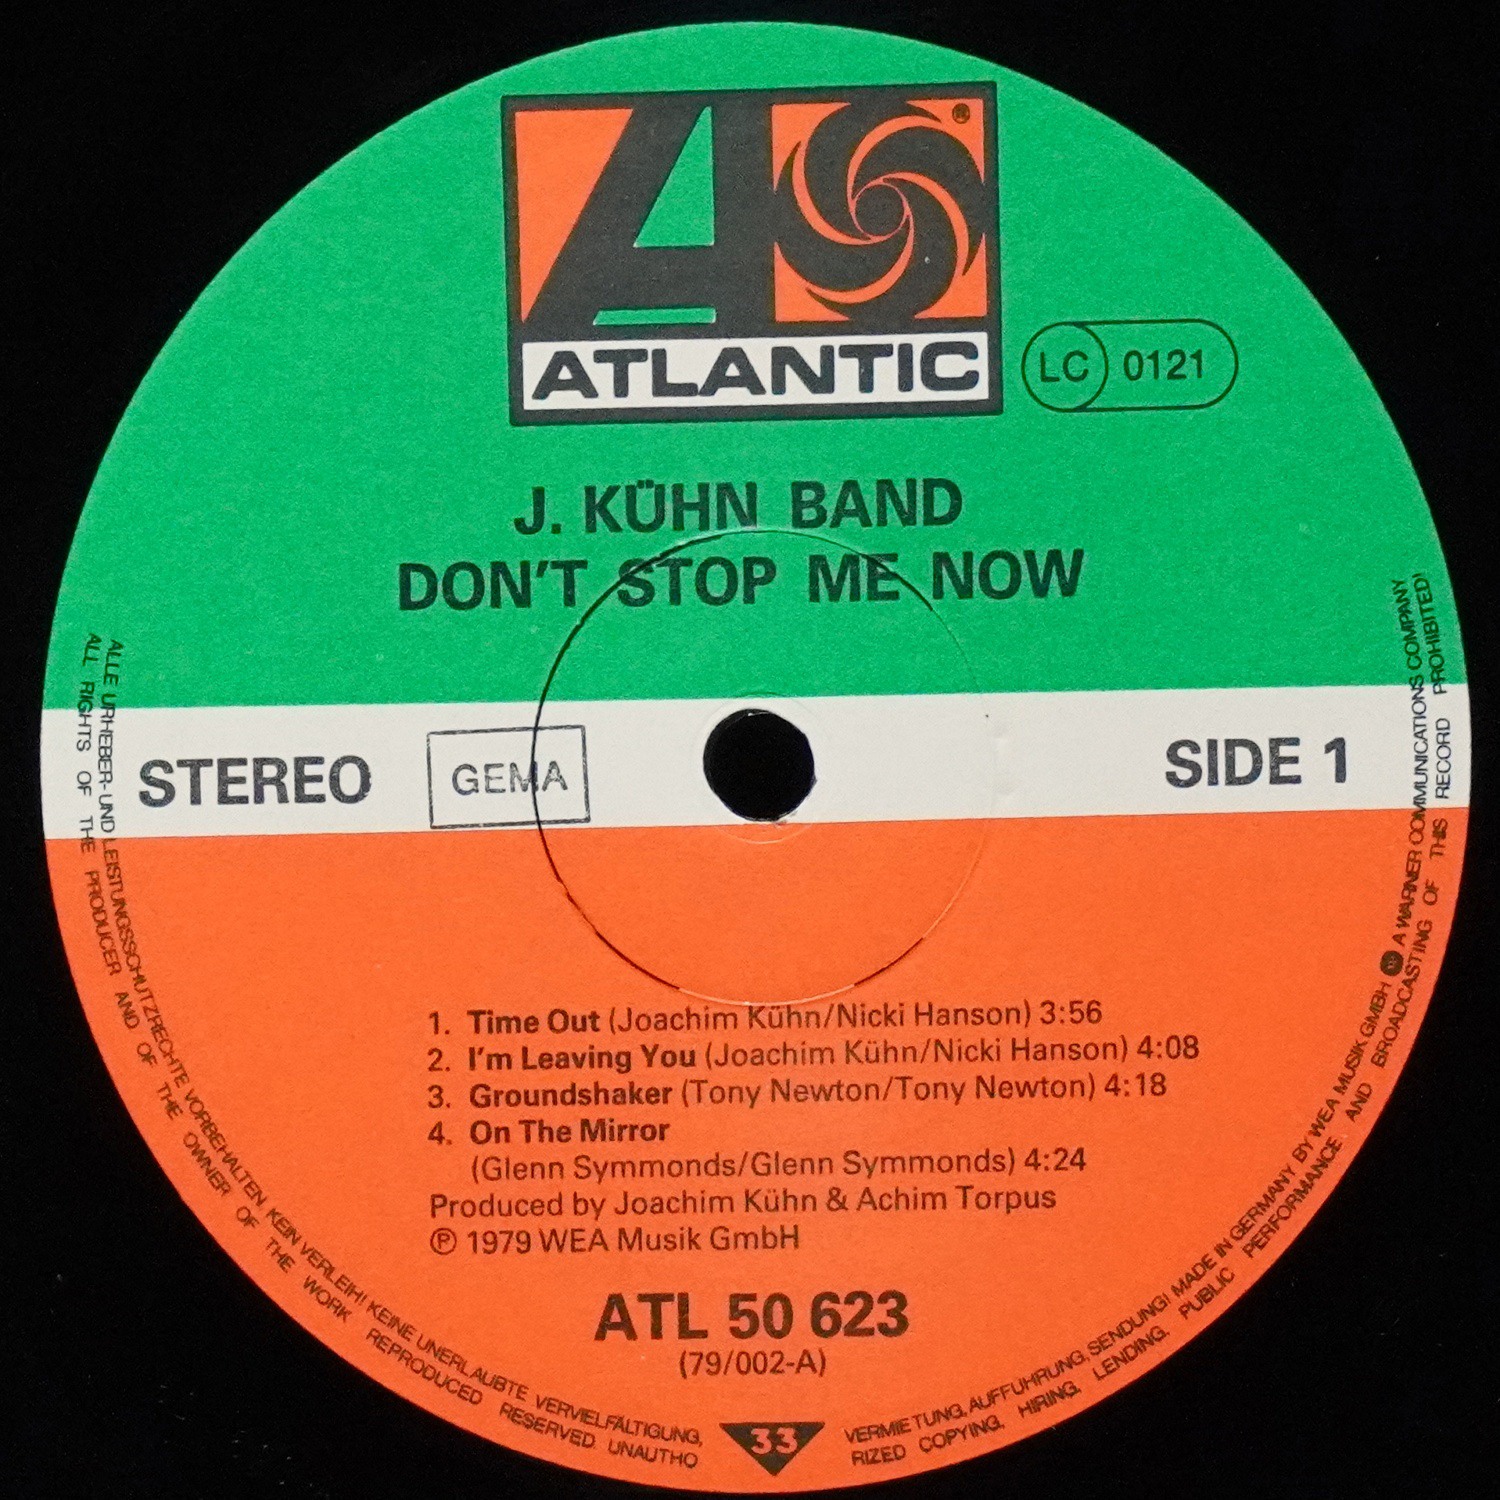 ATLANTIC
®
LC 0121
J. KÜHN BAND
DON'T STOP ME NOW
STEREO
GEMA
SIDE 1
1. Time Out (Joachim Kühn/Nicki Hanson) 3:56
2. I'm Leaving You (Joachim Kühn/Nicki Hanson) 4:08
3. Groundshaker (Tony Newton/Tony Newton) 4:18
4. On The Mirror
(Glenn Symmonds/Glenn Symmonds) 4:24
Produced by Joachim Kühn & Achim Torpus
℗ 1979 WEA Musik GmbH
ATL 50 623
(79/002-A)
33
ALLE URHEBER- UND LEISTUNGSSCHUTZRECHTE VORBEHALTEN. KEIN VERLEIH! KEINE UNERLAUBTE VERVIELFÄLTIGUNG, VERMIETUNG, AUFFÜHRUNG, SENDUNG! MADE IN GERMANY BY WEA MUSIK GMBH A WARNER COMMUNICATIONS COMPANY
ALL RIGHTS OF THE PRODUCER AND OF THE OWNER OF THE WORK REPRODUCED RESERVED. UNAUTHORIZED COPYING, HIRING, LENDING, PUBLIC PERFORMANCE AND BROADCASTING OF THIS RECORD PROHIBITED!